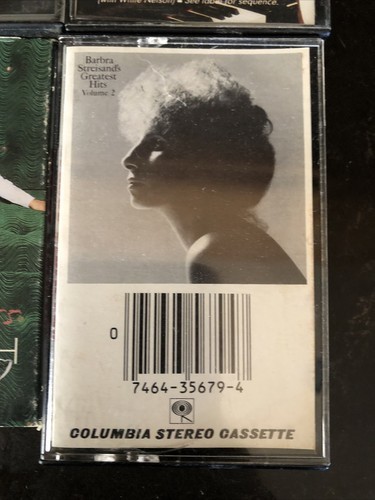 (with Willie Nelson) • See label for sequence.
Barbra
Streisand's
Greatest
Hits
Volume 2
0
7464-35679-4
COLUMBIA STEREO CASSETTE